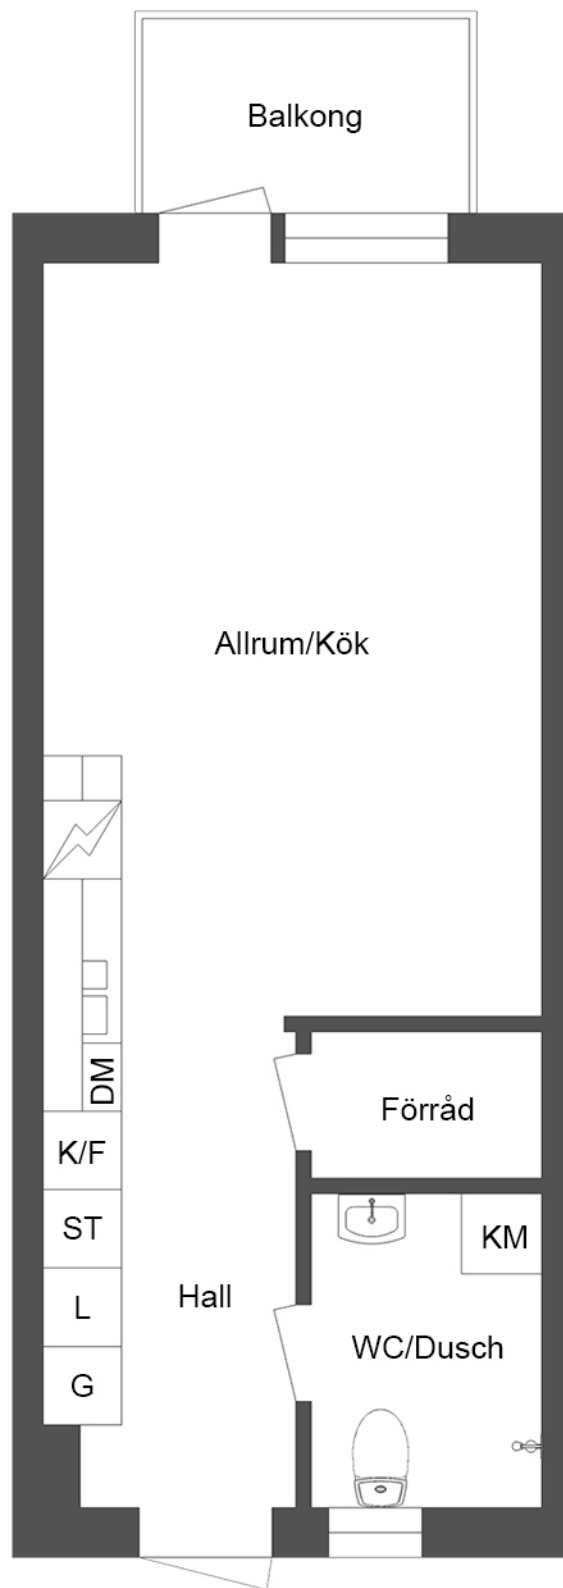 Balkong
Allrum/Kök
DM
Förråd
K/F
ST
KM
Hall
L
WC/Dusch
G